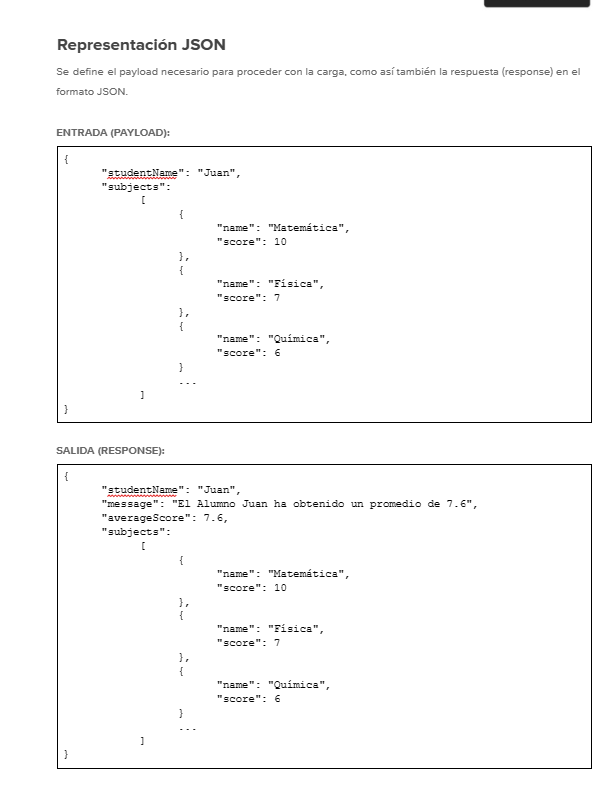 Representación JSON
Se define el payload necesario para proceder con la carga, como así también la respuesta (response) en el
formato JSON.
ENTRADA (PAYLOAD):
{
"studentName": "Juan",
"subjects":
[
{
"name": "Matemática",
"score": 10
},
{
"name": "Física",
"score": 7
},
{
"name": "Química",
"score": 6
}
...
]
}
SALIDA (RESPONSE):
{
"studentName": "Juan",
"message": "El Alumno Juan ha obtenido un promedio de 7.6",
"averageScore": 7.6,
"subjects":
[
{
"name": "Matemática",
"score": 10
},
{
"name": "Física",
"score": 7
},
{
"name": "Química",
"score": 6
}
...
]
}